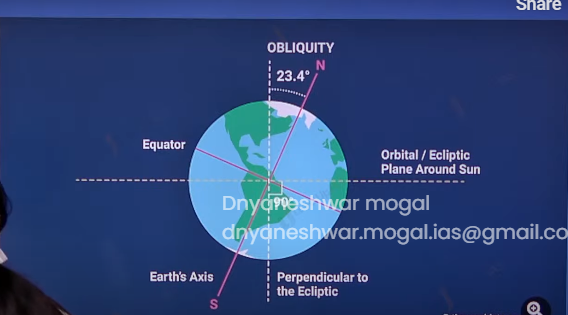 Share
OBLIQUITY
N
23.4°
Equator
Orbital / Ecliptic
Plane Around Sun
90°
Dnyaneshwar mogal
dnyaneshwar.mogal.ias@gmail.co
Earth's Axis
Perpendicular to
the Ecliptic
S